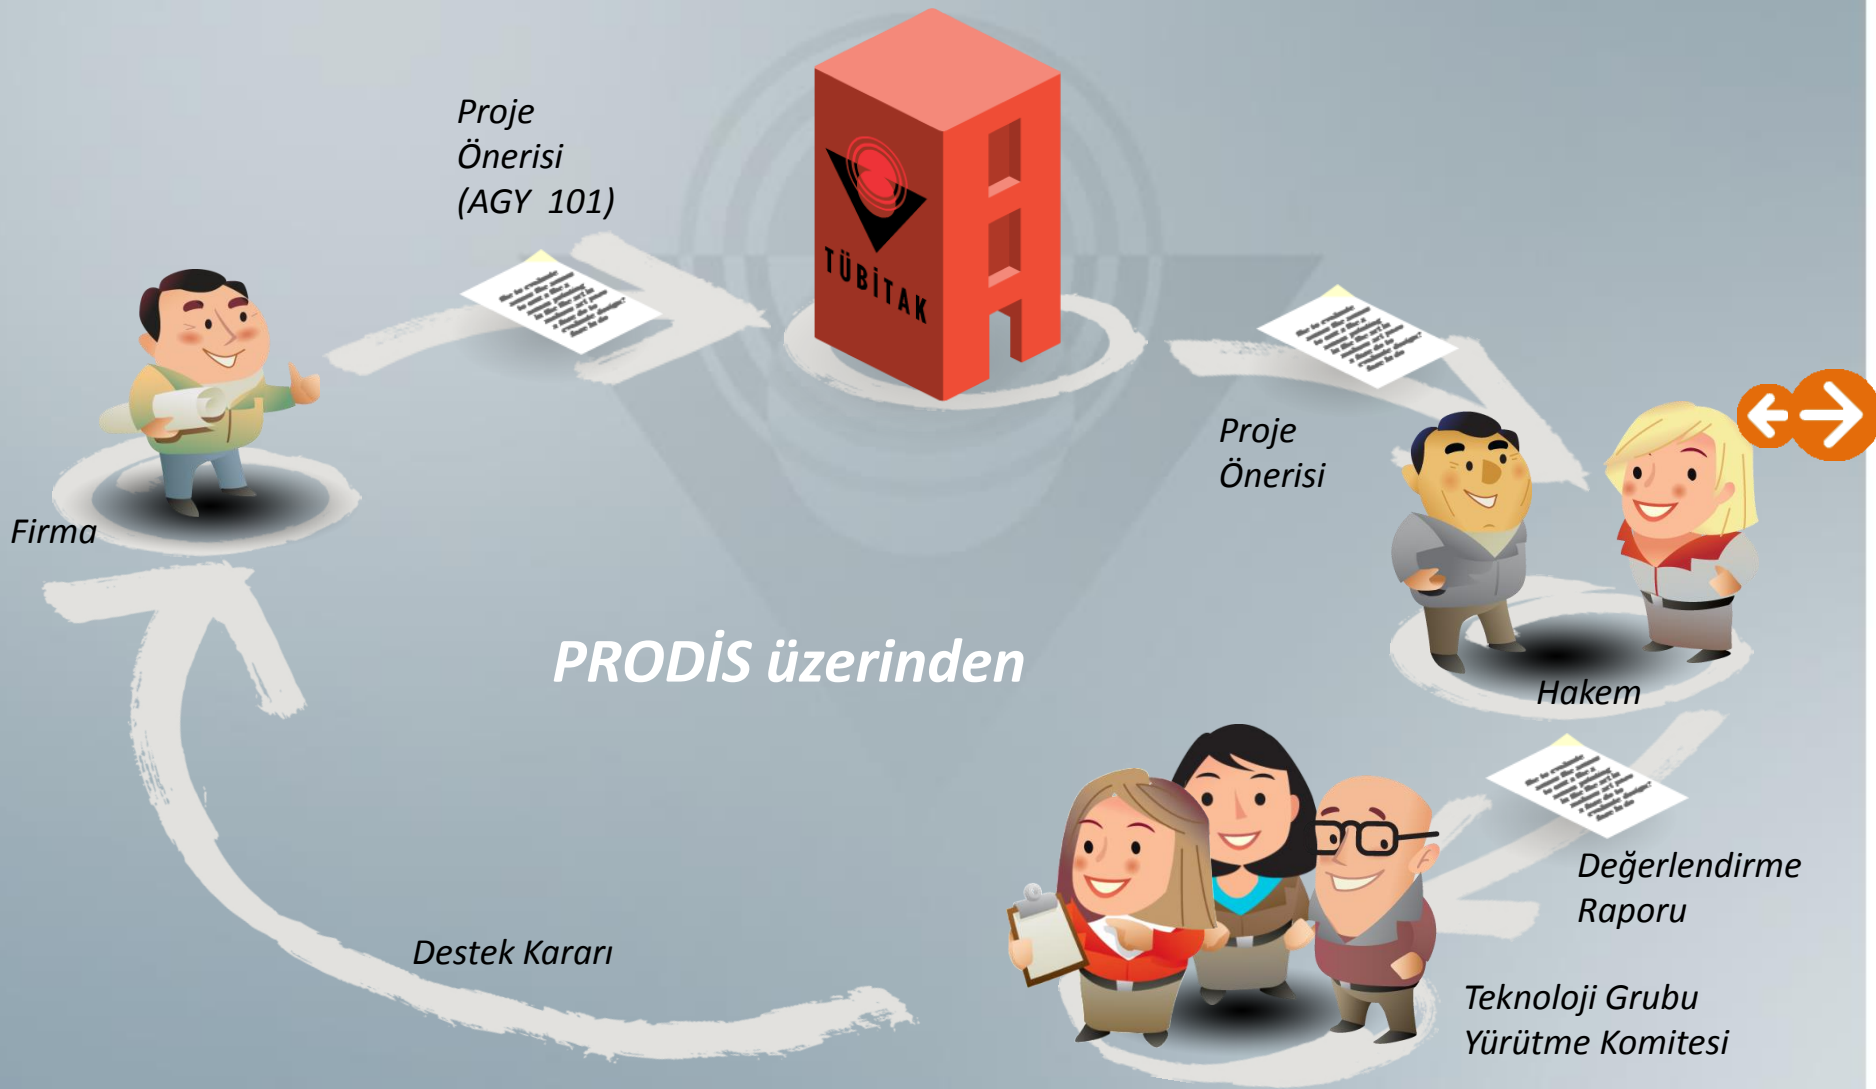 Proje
Önerisi
(AGY 101)
TÜBİTAK
Proje
Önerisi
Firma
PRODİS üzerinden
Hakem
Değerlendirme
Raporu
Destek Kararı
Teknoloji Grubu
Yürütme Komitesi